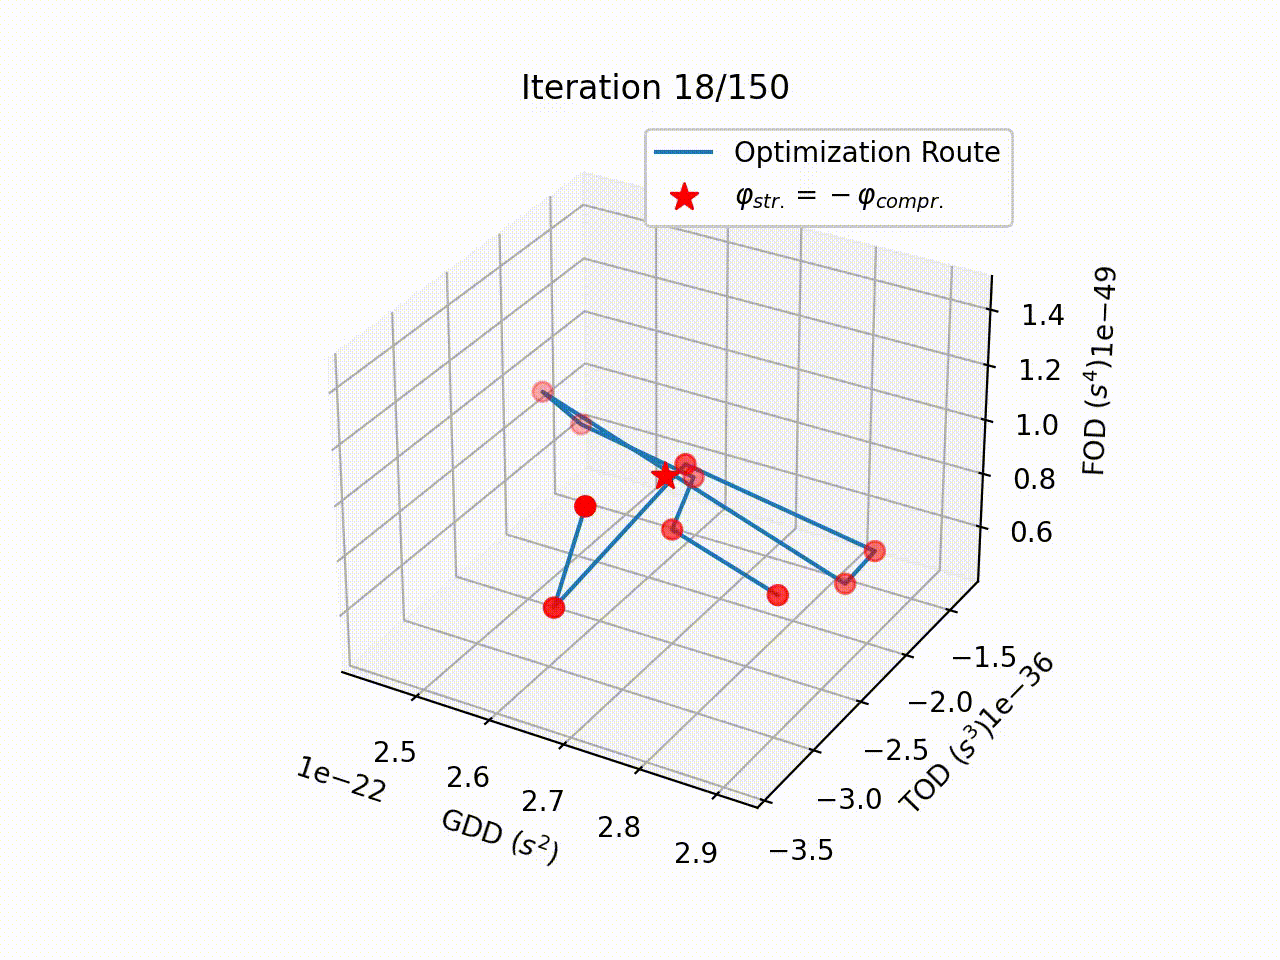 Iteration 18/150
Optimization Route
φstr. = − φcompr.
1.4
1.2
1.0
0.8
0.6
FOD (s⁴)1e−49
−1.5
−2.0
−2.5
−3.0
−3.5
TOD (s³)1e−36
2.5
2.6
2.7
2.8
2.9
1e−22
GDD (s²)